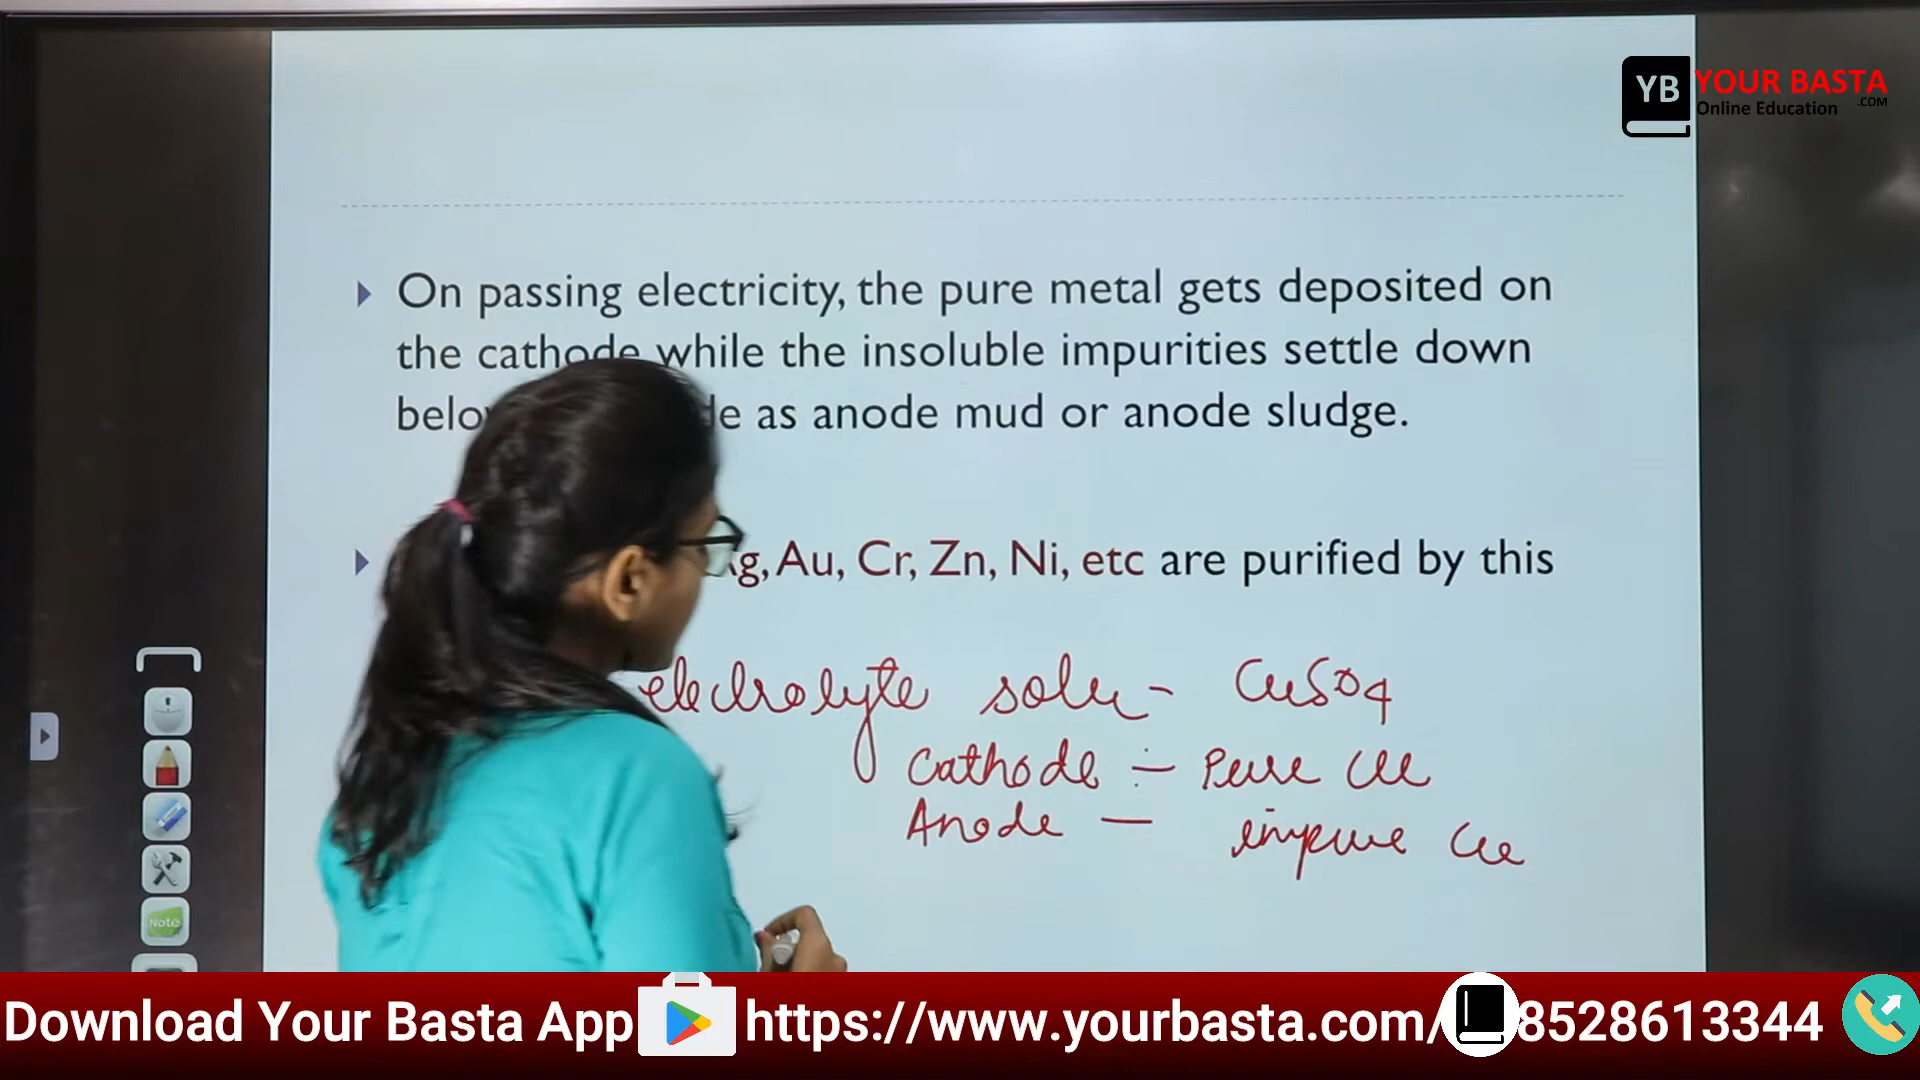 YB YOUR BASTA
.COM
Online Education
On passing electricity, the pure metal gets deposited on
the cathode while the insoluble impurities settle down
as anode mud or anode sludge.
Au, Cr, Zn, Ni, etc are purified by this
electrolyte soln - CuSO4
Cathode :- Pure Cu
Anode - impure Cu
Note
Download Your Basta App https://www.yourbasta.com/ 8528613344